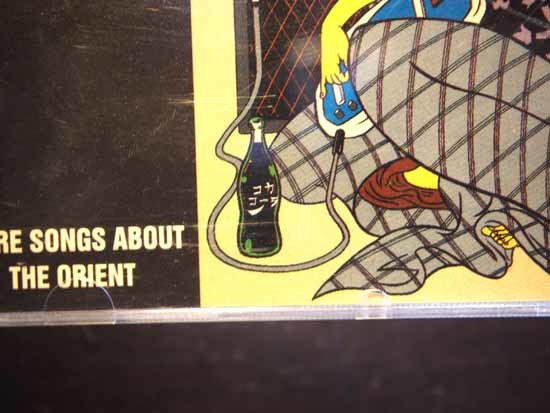 RE SONGS ABOUT
THE ORIENT
コカ
コーラ